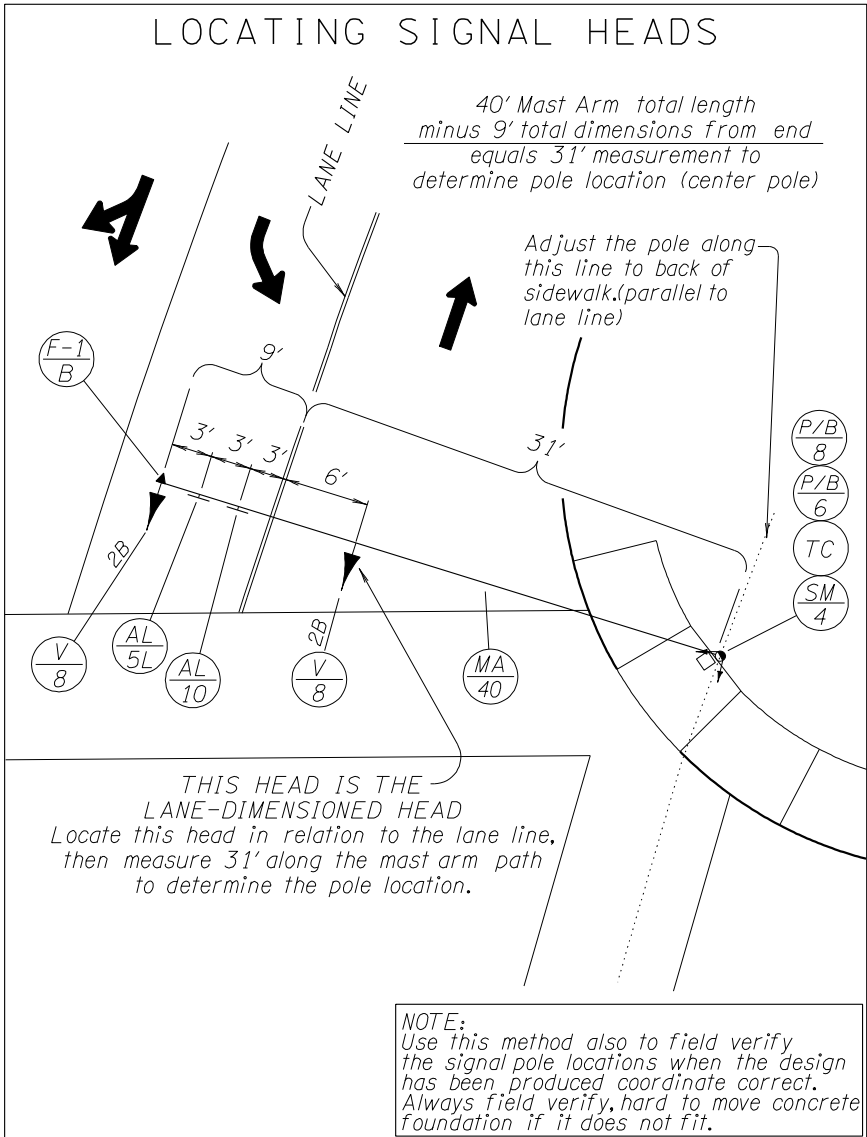 LOCATING SIGNAL HEADS
40' Mast Arm total length
minus 9' total dimensions from end
equals 31' measurement to
determine pole location (center pole)
LANE LINE
Adjust the pole along
this line to back of
sidewalk.(parallel to
lane line)
F-1
B
9'
3'
3'
3'
6'
31'
P/B
8
P/B
6
TC
SM
4
2B
2B
V
8
AL
5L
AL
10
V
8
MA
40
THIS HEAD IS THE
LANE-DIMENSIONED HEAD
Locate this head in relation to the lane line,
then measure 31' along the mast arm path
to determine the pole location.
NOTE:
Use this method also to field verify
the signal pole locations when the design
has been produced coordinate correct.
Always field verify, hard to move concrete
foundation if it does not fit.